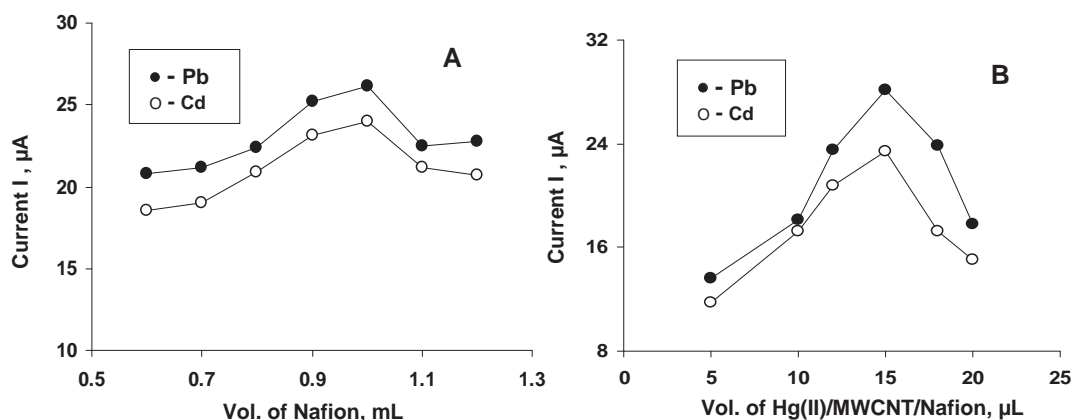 30
25
20
15
10
Current I , µA
A
- Pb
- Cd
0.5 0.7 0.9 1.1 1.3
Vol. of Nafion, mL
32
24
16
8
Current I , µA
B
- Pb
- Cd
0 5 10 15 20 25
Vol. of Hg(II)/MWCNT/Nafion, µL